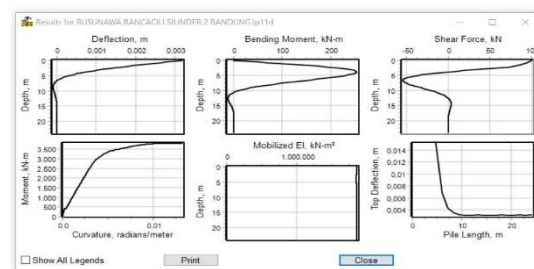 Results for RUSUNAWA RANCACILI SILINDER 2 BANDUNG.lp11d
Deflection, m
0 0,001 0,002 0,003
Depth, m
0
5
10
15
20
Bending Moment, kN-m
0 100 200
Depth, m
0
5
10
15
20
Shear Force, kN
-50 0 50 100
Depth, m
0
5
10
15
20
Moment, kN-m
3.500
3.000
2.500
2.000
1.500
1.000
500
0
0.0 0.01
Curvature, radians/meter
Mobilized EI, kN-m²
0 1.000.000
Depth, m
0
5
10
15
20
Top Deflection, m
0,014
0,012
0,01
0,008
0,006
0,004
0 10 20
Pile Length, m
Show All Legends
Print
Close